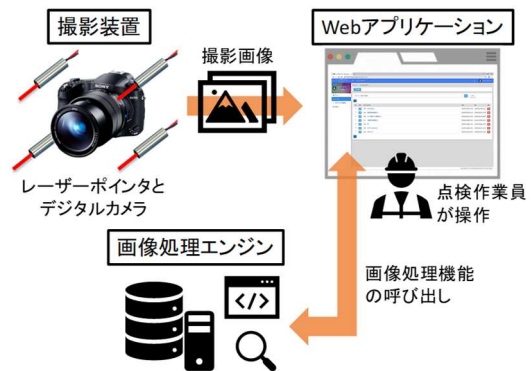 撮影装置
Webアプリケーション
撮影画像
SONY
レーザーポインタと
デジタルカメラ
点検作業員
が操作
画像処理エンジン
</>
画像処理機能
の呼び出し